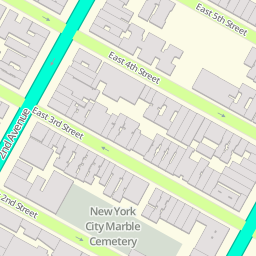 East 5th Street
East 4th Street
East 3rd Street
2nd Avenue
2nd Street
New York
City Marble
Cemetery